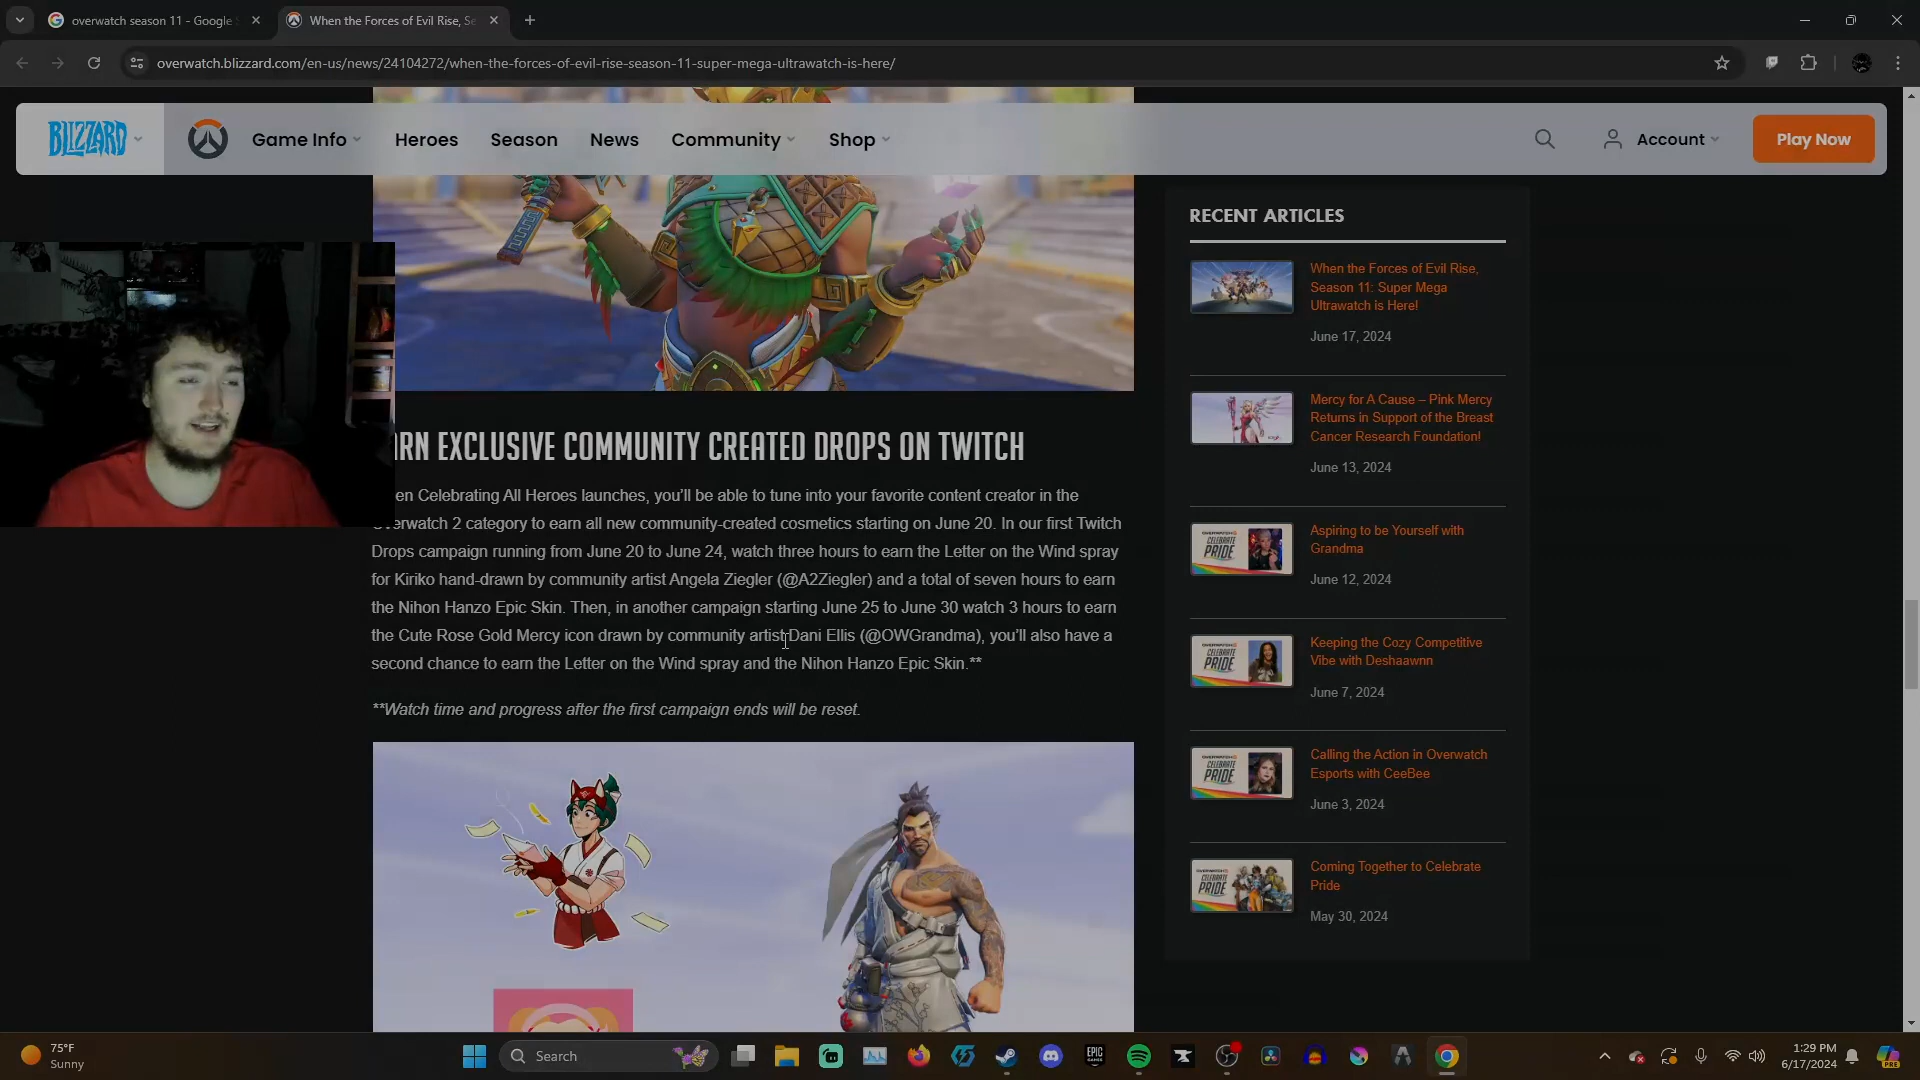 overwatch season 11 - Google S
When the Forces of Evil Rise, Se
overwatch.blizzard.com/en-us/news/24104272/when-the-forces-of-evil-rise-season-11-super-mega-ultrawatch-is-here/
BLIZZARD
Game Info
Heroes
Season
News
Community
Shop
Account
Play Now
RN EXCLUSIVE COMMUNITY CREATED DROPS ON TWITCH
en Celebrating All Heroes launches, you'll be able to tune into your favorite content creator in the
Overwatch 2 category to earn all new community-created cosmetics starting on June 20. In our first Twitch
Drops campaign running from June 20 to June 24, watch three hours to earn the Letter on the Wind spray
for Kiriko hand-drawn by community artist Angela Ziegler (@A2Ziegler) and a total of seven hours to earn
the Nihon Hanzo Epic Skin. Then, in another campaign starting June 25 to June 30 watch 3 hours to earn
the Cute Rose Gold Mercy icon drawn by community artist Dani Ellis (@OWGrandma), you'll also have a
second chance to earn the Letter on the Wind spray and the Nihon Hanzo Epic Skin.**
**Watch time and progress after the first campaign ends will be reset.
RECENT ARTICLES
When the Forces of Evil Rise,
Season 11: Super Mega
Ultrawatch is Here!
June 17, 2024
Mercy for A Cause – Pink Mercy
Returns in Support of the Breast
Cancer Research Foundation!
June 13, 2024
CELEBRATE
PRIDE
Aspiring to be Yourself with
Grandma
June 12, 2024
CELEBRATE
PRIDE
Keeping the Cozy Competitive
Vibe with Deshaawnn
June 7, 2024
CELEBRATE
PRIDE
Calling the Action in Overwatch
Esports with CeeBee
June 3, 2024
CELEBRATE
PRIDE
Coming Together to Celebrate
Pride
May 30, 2024
75°F
Sunny
Search
EPIC
GAMES
1:29 PM
6/17/2024
PRE